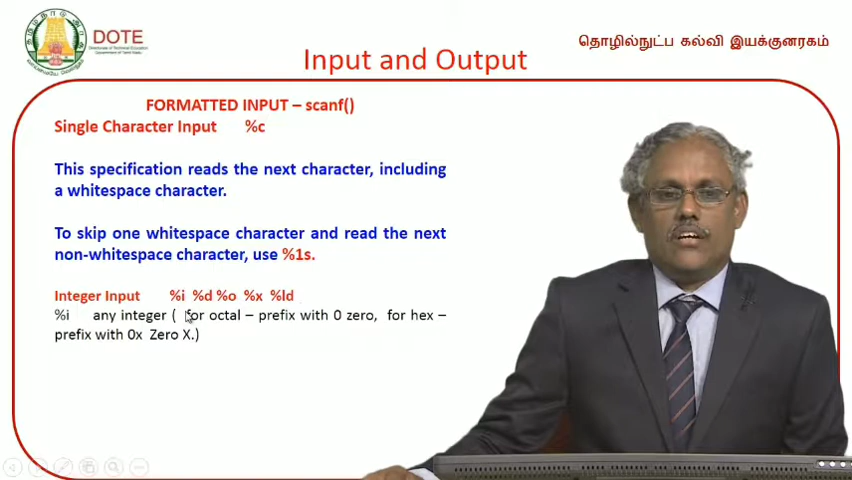 DOTE
தொழில்நுட்ப கல்வி இயக்குனரகம்
Input and Output
FORMATTED INPUT – scanf()
Single Character Input %c
This specification reads the next character, including
a whitespace character.
To skip one whitespace character and read the next
non-whitespace character, use %1s.
Integer Input %i %d %o %x %ld
%i any integer ( for octal – prefix with 0 zero, for hex –
prefix with 0x Zero X.)